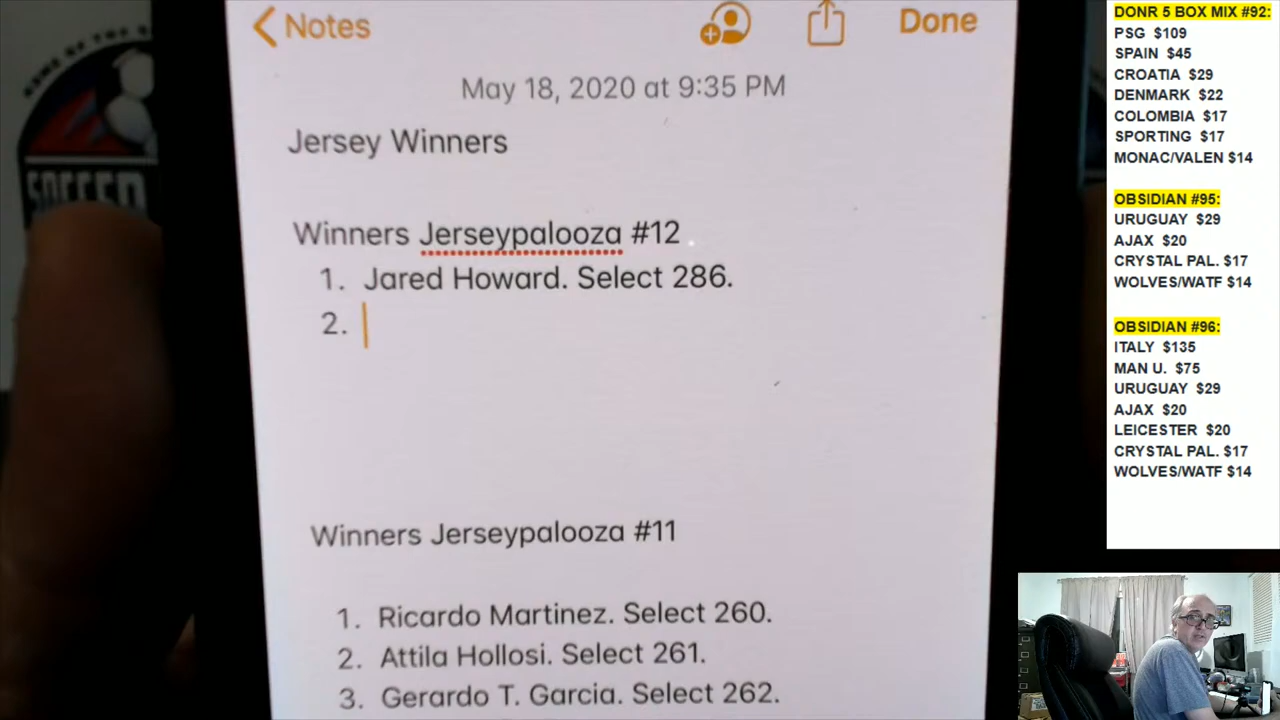 Notes
Done
May 18, 2020 at 9:35 PM
Jersey Winners
Winners Jerseypalooza #12
1. Jared Howard. Select 286.
2.
Winners Jerseypalooza #11
1. Ricardo Martinez. Select 260.
2. Attila Hollosi. Select 261.
3. Gerardo T. Garcia. Select 262.
SOCCER
DONR 5 BOX MIX #92:
PSG $109
SPAIN $45
CROATIA $29
DENMARK $22
COLOMBIA $17
SPORTING $17
MONAC/VALEN $14
OBSIDIAN #95:
URUGUAY $29
AJAX $20
CRYSTAL PAL. $17
WOLVES/WATF $14
OBSIDIAN #96:
ITALY $135
MAN U. $75
URUGUAY $29
AJAX $20
LEICESTER $20
CRYSTAL PAL. $17
WOLVES/WATF $14